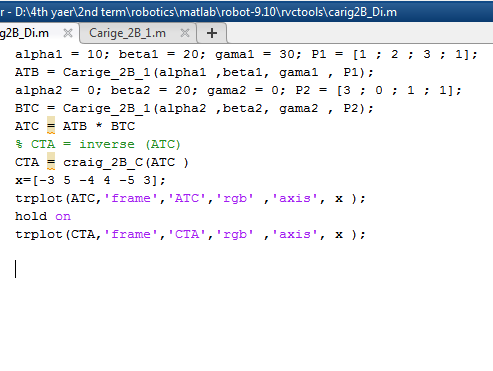 r - D:\4th yaer\2nd term\robotics\matlab\robot-9.10\rvctools\carig2B_Di.m
g2B_Di.m × Carige_2B_1.m × +
alpha1 = 10; beta1 = 20; gama1 = 30; P1 = [1 ; 2 ; 3 ; 1];
ATB = Carige_2B_1(alpha1 ,beta1, gama1 , P1);
alpha2 = 0; beta2 = 20; gama2 = 0; P2 = [3 ; 0 ; 1 ; 1];
BTC = Carige_2B_1(alpha2 ,beta2, gama2 , P2);
ATC = ATB * BTC
% CTA = inverse (ATC)
CTA = craig_2B_C(ATC )
x=[-3 5 -4 4 -5 3];
trplot(ATC,'frame','ATC','rgb' ,'axis', x );
hold on
trplot(CTA,'frame','CTA','rgb' ,'axis', x );